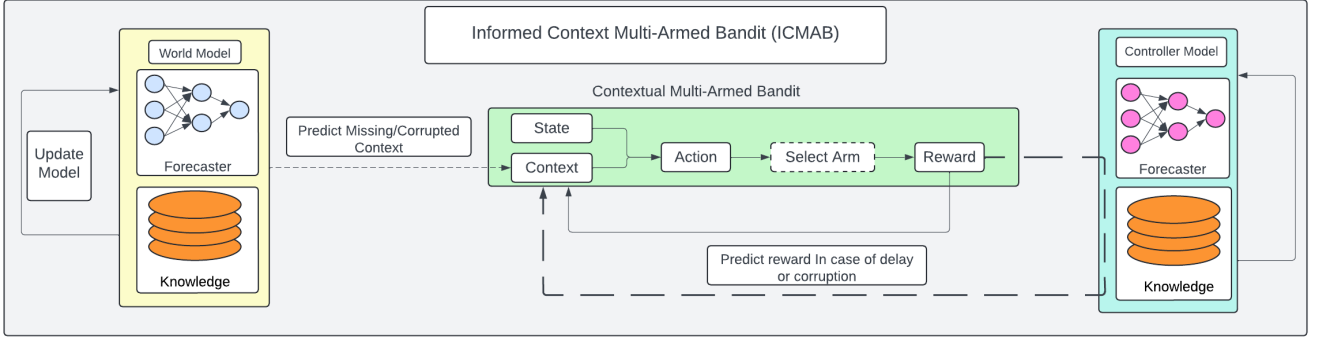 Informed Context Multi-Armed Bandit (ICMAB)
World Model
Forecaster
Knowledge
Update
Model
Predict Missing/Corrupted
Context
Contextual Multi-Armed Bandit
State
Context
Action
Select Arm
Reward
Predict reward In case of delay
or corruption
Controller Model
Forecaster
Knowledge